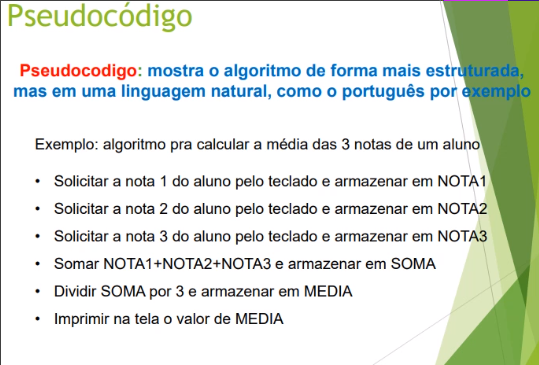 Pseudocódigo
Pseudocodigo: mostra o algoritmo de forma mais estruturada,
mas em uma linguagem natural, como o português por exemplo
Exemplo: algoritmo pra calcular a média das 3 notas de um aluno
• Solicitar a nota 1 do aluno pelo teclado e armazenar em NOTA1
• Solicitar a nota 2 do aluno pelo teclado e armazenar em NOTA2
• Solicitar a nota 3 do aluno pelo teclado e armazenar em NOTA3
• Somar NOTA1+NOTA2+NOTA3 e armazenar em SOMA
• Dividir SOMA por 3 e armazenar em MEDIA
• Imprimir na tela o valor de MEDIA